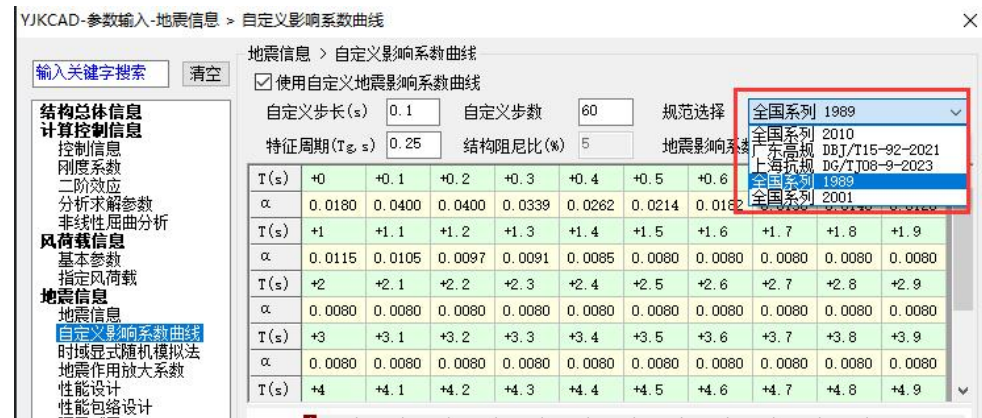 YJKCAD-参数输入-地震信息 > 自定义影响系数曲线
输入关键字搜索 清空
结构总体信息
计算控制信息
控制信息
刚度系数
二阶效应
分析求解参数
非线性屈曲分析
风荷载信息
基本参数
指定风荷载
地震信息
地震信息
自定义影响系数曲线
时域显式随机模拟法
地震作用放大系数
性能设计
性能包络设计
地震信息 > 自定义影响系数曲线
使用自定义地震影响系数曲线
自定义步长(s) 0.1 自定义步数 60 规范选择 全国系列 1989
全国系列 2010
广东高规 DBJ/T15-92-2021
上海抗规 DG/TJ08-9-2023
全国系列 1989
全国系列 2001
特征周期(Tg,s) 0.25 结构阻尼比(%) 5 地震影响系数
T(s) +0 +0.1 +0.2 +0.3 +0.4 +0.5 +0.6
α 0.0180 0.0400 0.0400 0.0339 0.0262 0.0214 0.0182
T(s) +1 +1.1 +1.2 +1.3 +1.4 +1.5 +1.6 +1.7 +1.8 +1.9
α 0.0115 0.0105 0.0097 0.0091 0.0085 0.0080 0.0080 0.0080 0.0080 0.0080
T(s) +2 +2.1 +2.2 +2.3 +2.4 +2.5 +2.6 +2.7 +2.8 +2.9
α 0.0080 0.0080 0.0080 0.0080 0.0080 0.0080 0.0080 0.0080 0.0080 0.0080
T(s) +3 +3.1 +3.2 +3.3 +3.4 +3.5 +3.6 +3.7 +3.8 +3.9
α 0.0080 0.0080 0.0080 0.0080 0.0080 0.0080 0.0080 0.0080 0.0080 0.0080
T(s) +4 +4.1 +4.2 +4.3 +4.4 +4.5 +4.6 +4.7 +4.8 +4.9